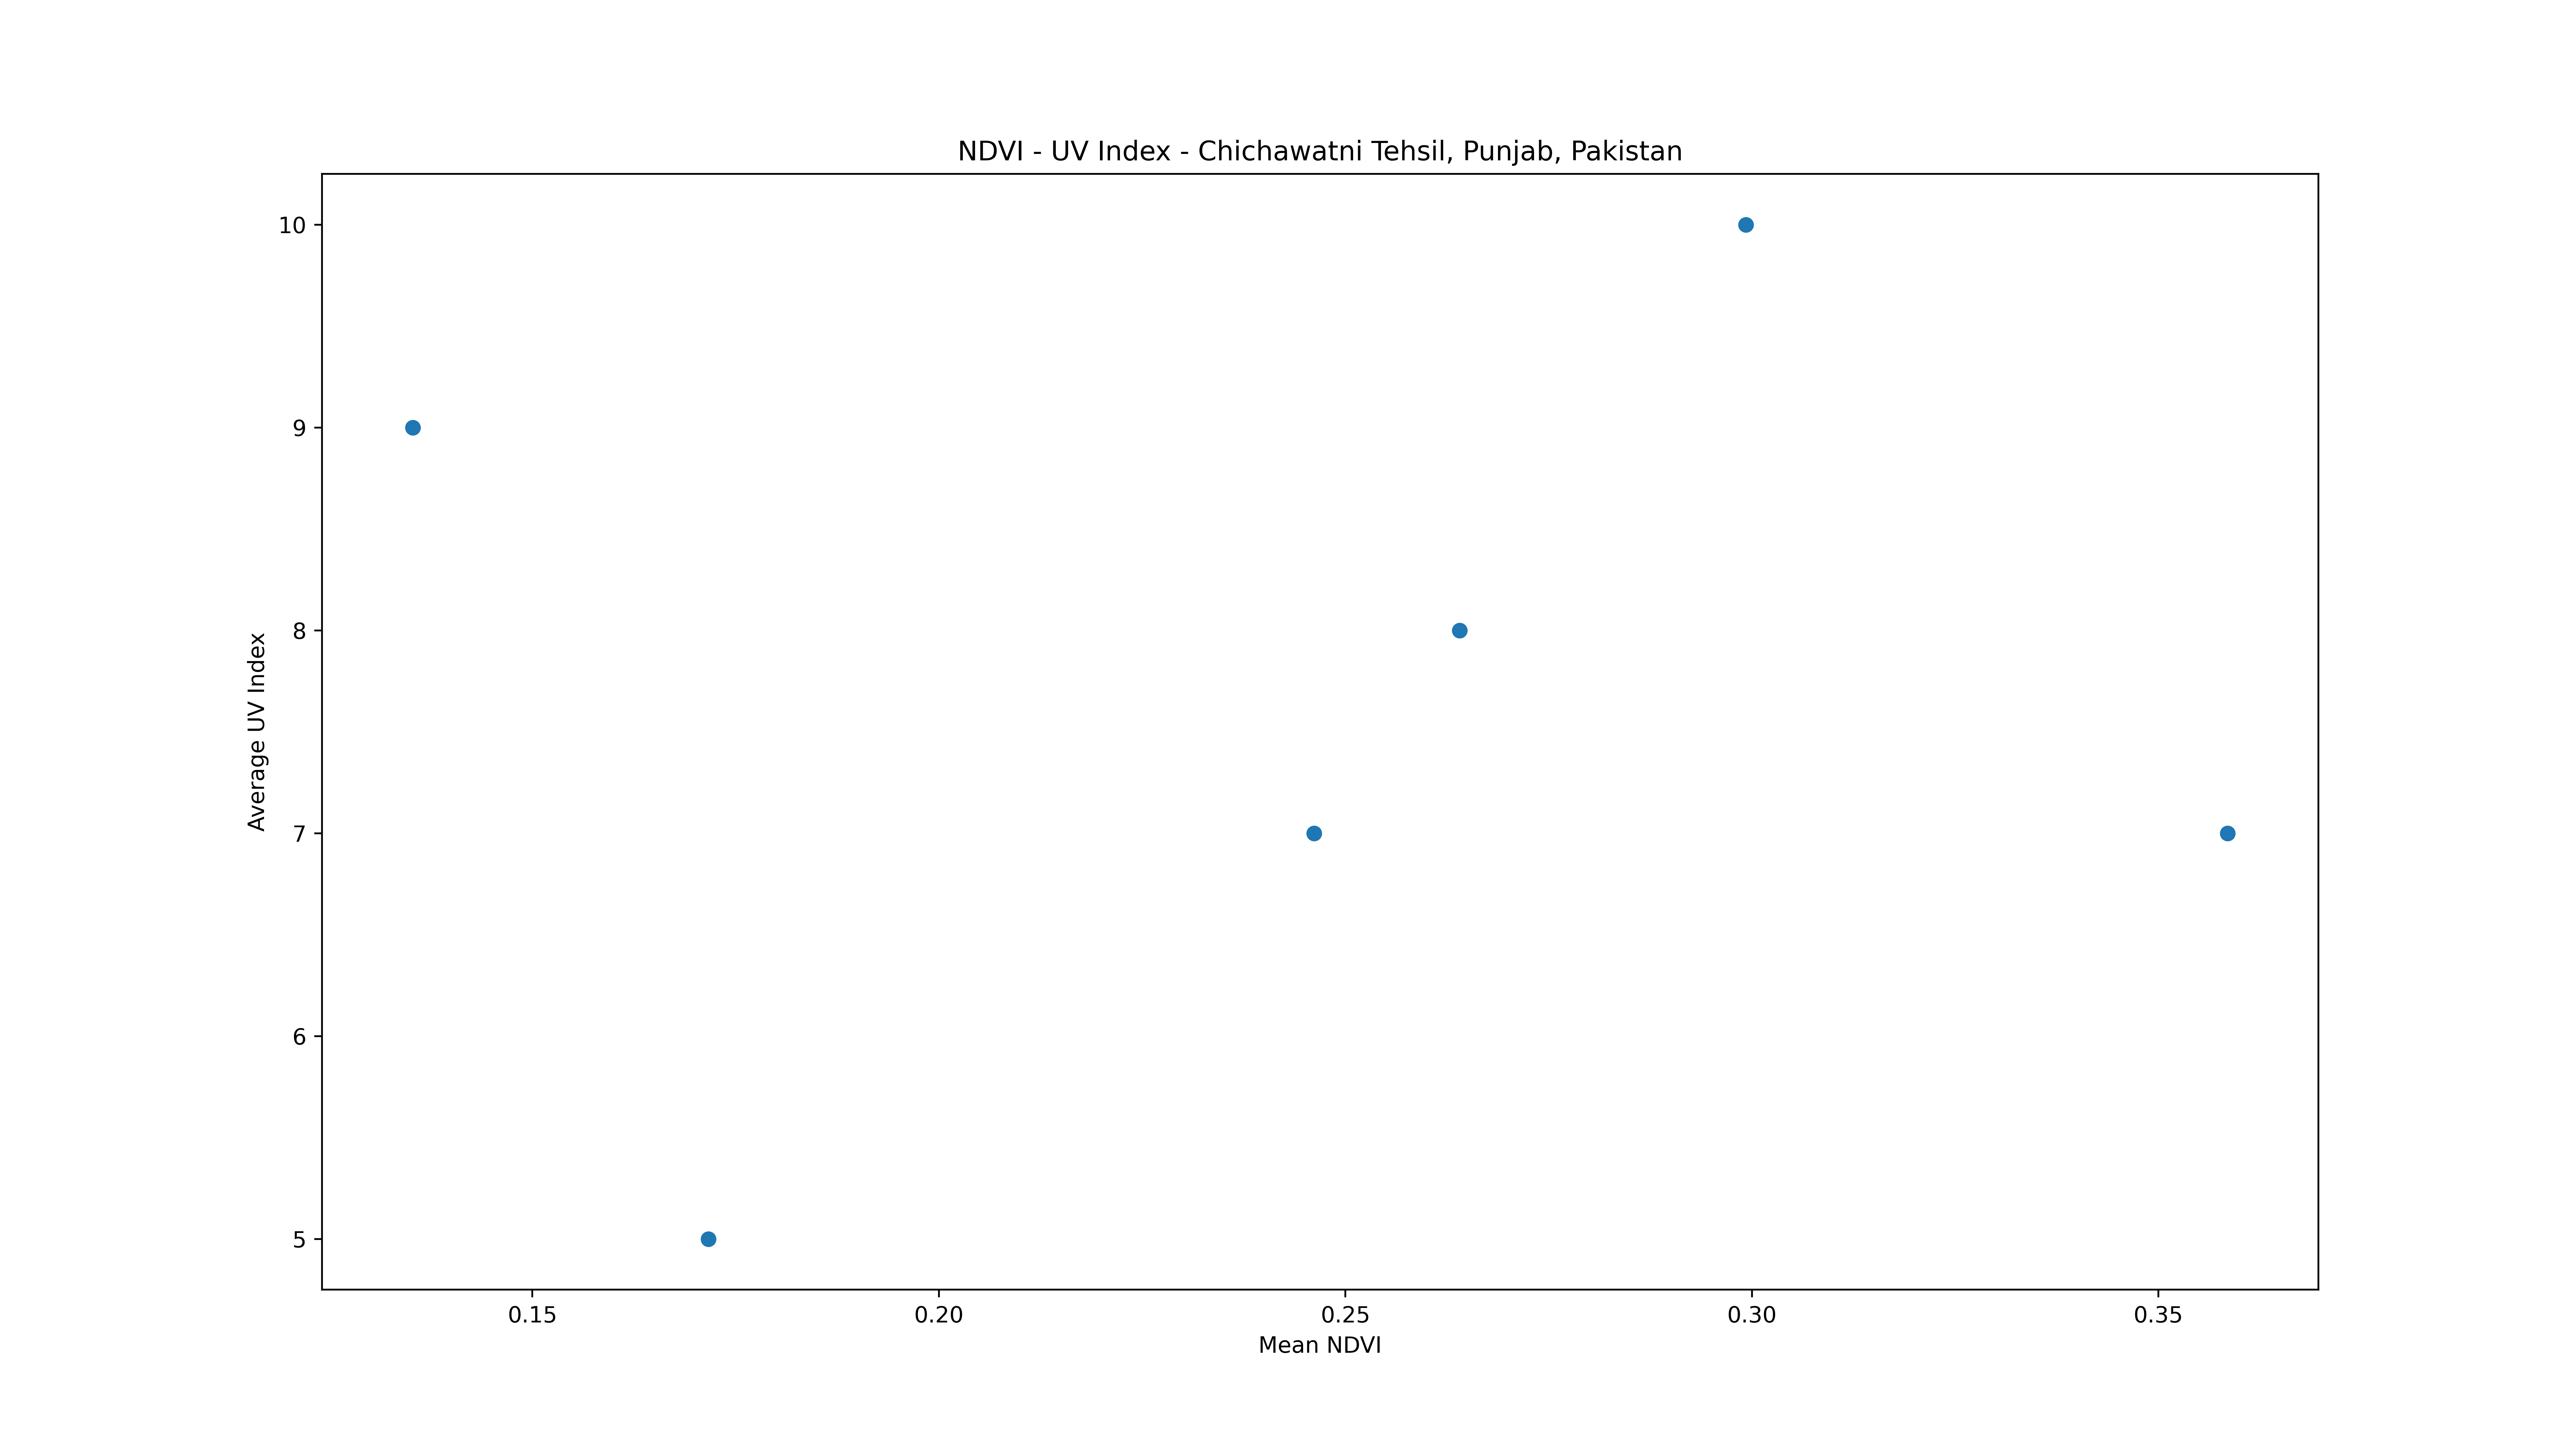 NDVI - UV Index - Chichawatni Tehsil, Punjab, Pakistan
10
9
8
7
6
5
Average UV Index
0.15 0.20 0.25 0.30 0.35
Mean NDVI